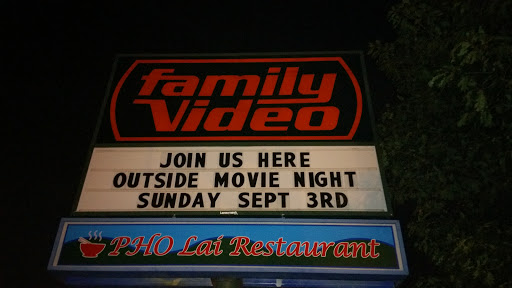 family
Video
JOIN US HERE
OUTSIDE MOVIE NIGHT
SUNDAY SEPT 3RD
PHO Lai Restaurant